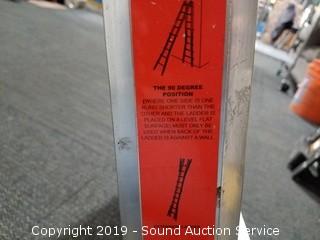 THE 90 DEGREE
POSITION
(WHERE ONE SIDE IS ONE
RUNG SHORTER THAN THE
OTHER AND THE LADDER IS
PLACED ON A LEVEL FLAT
SURFACE) MUST ONLY BE
USED WHEN BACK OF THE
LADDER IS AGAINST A WALL
Copyright 2019 - Sound Auction Service